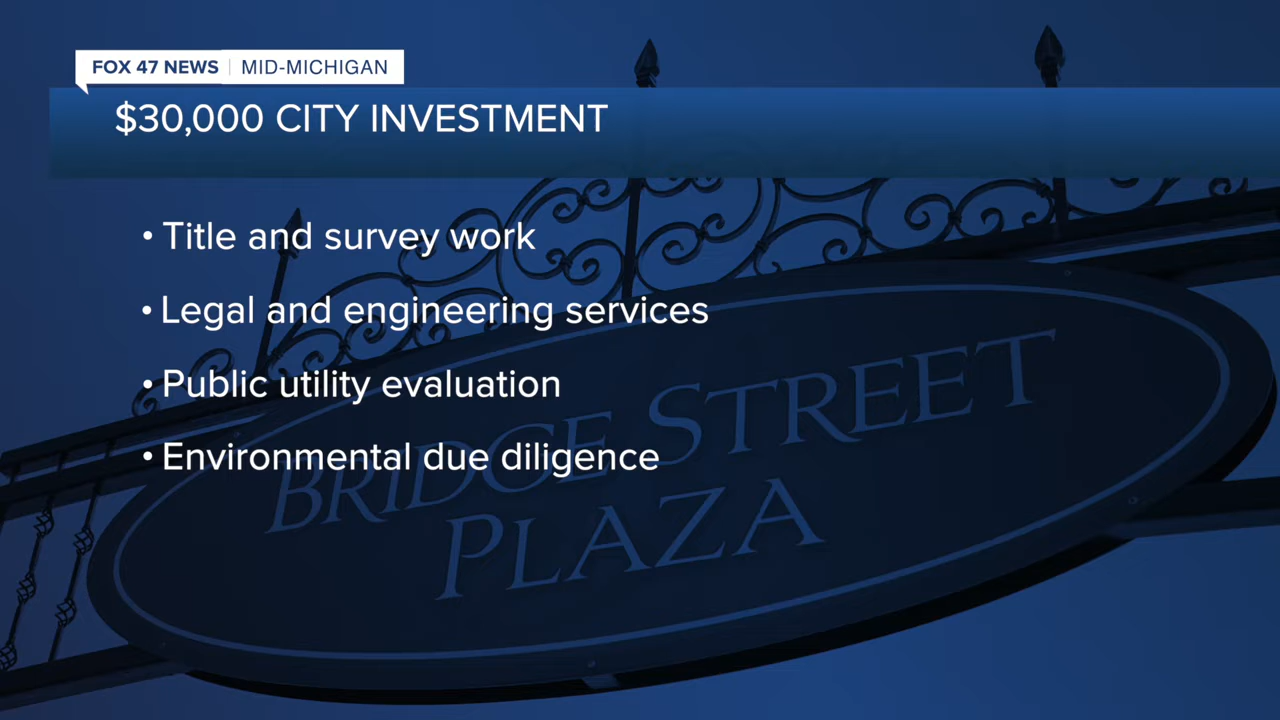 FOX 47 NEWS | MID-MICHIGAN
$30,000 CITY INVESTMENT
• Title and survey work
• Legal and engineering services
• Public utility evaluation
• Environmental due diligence
BRIDGE STREET
PLAZA